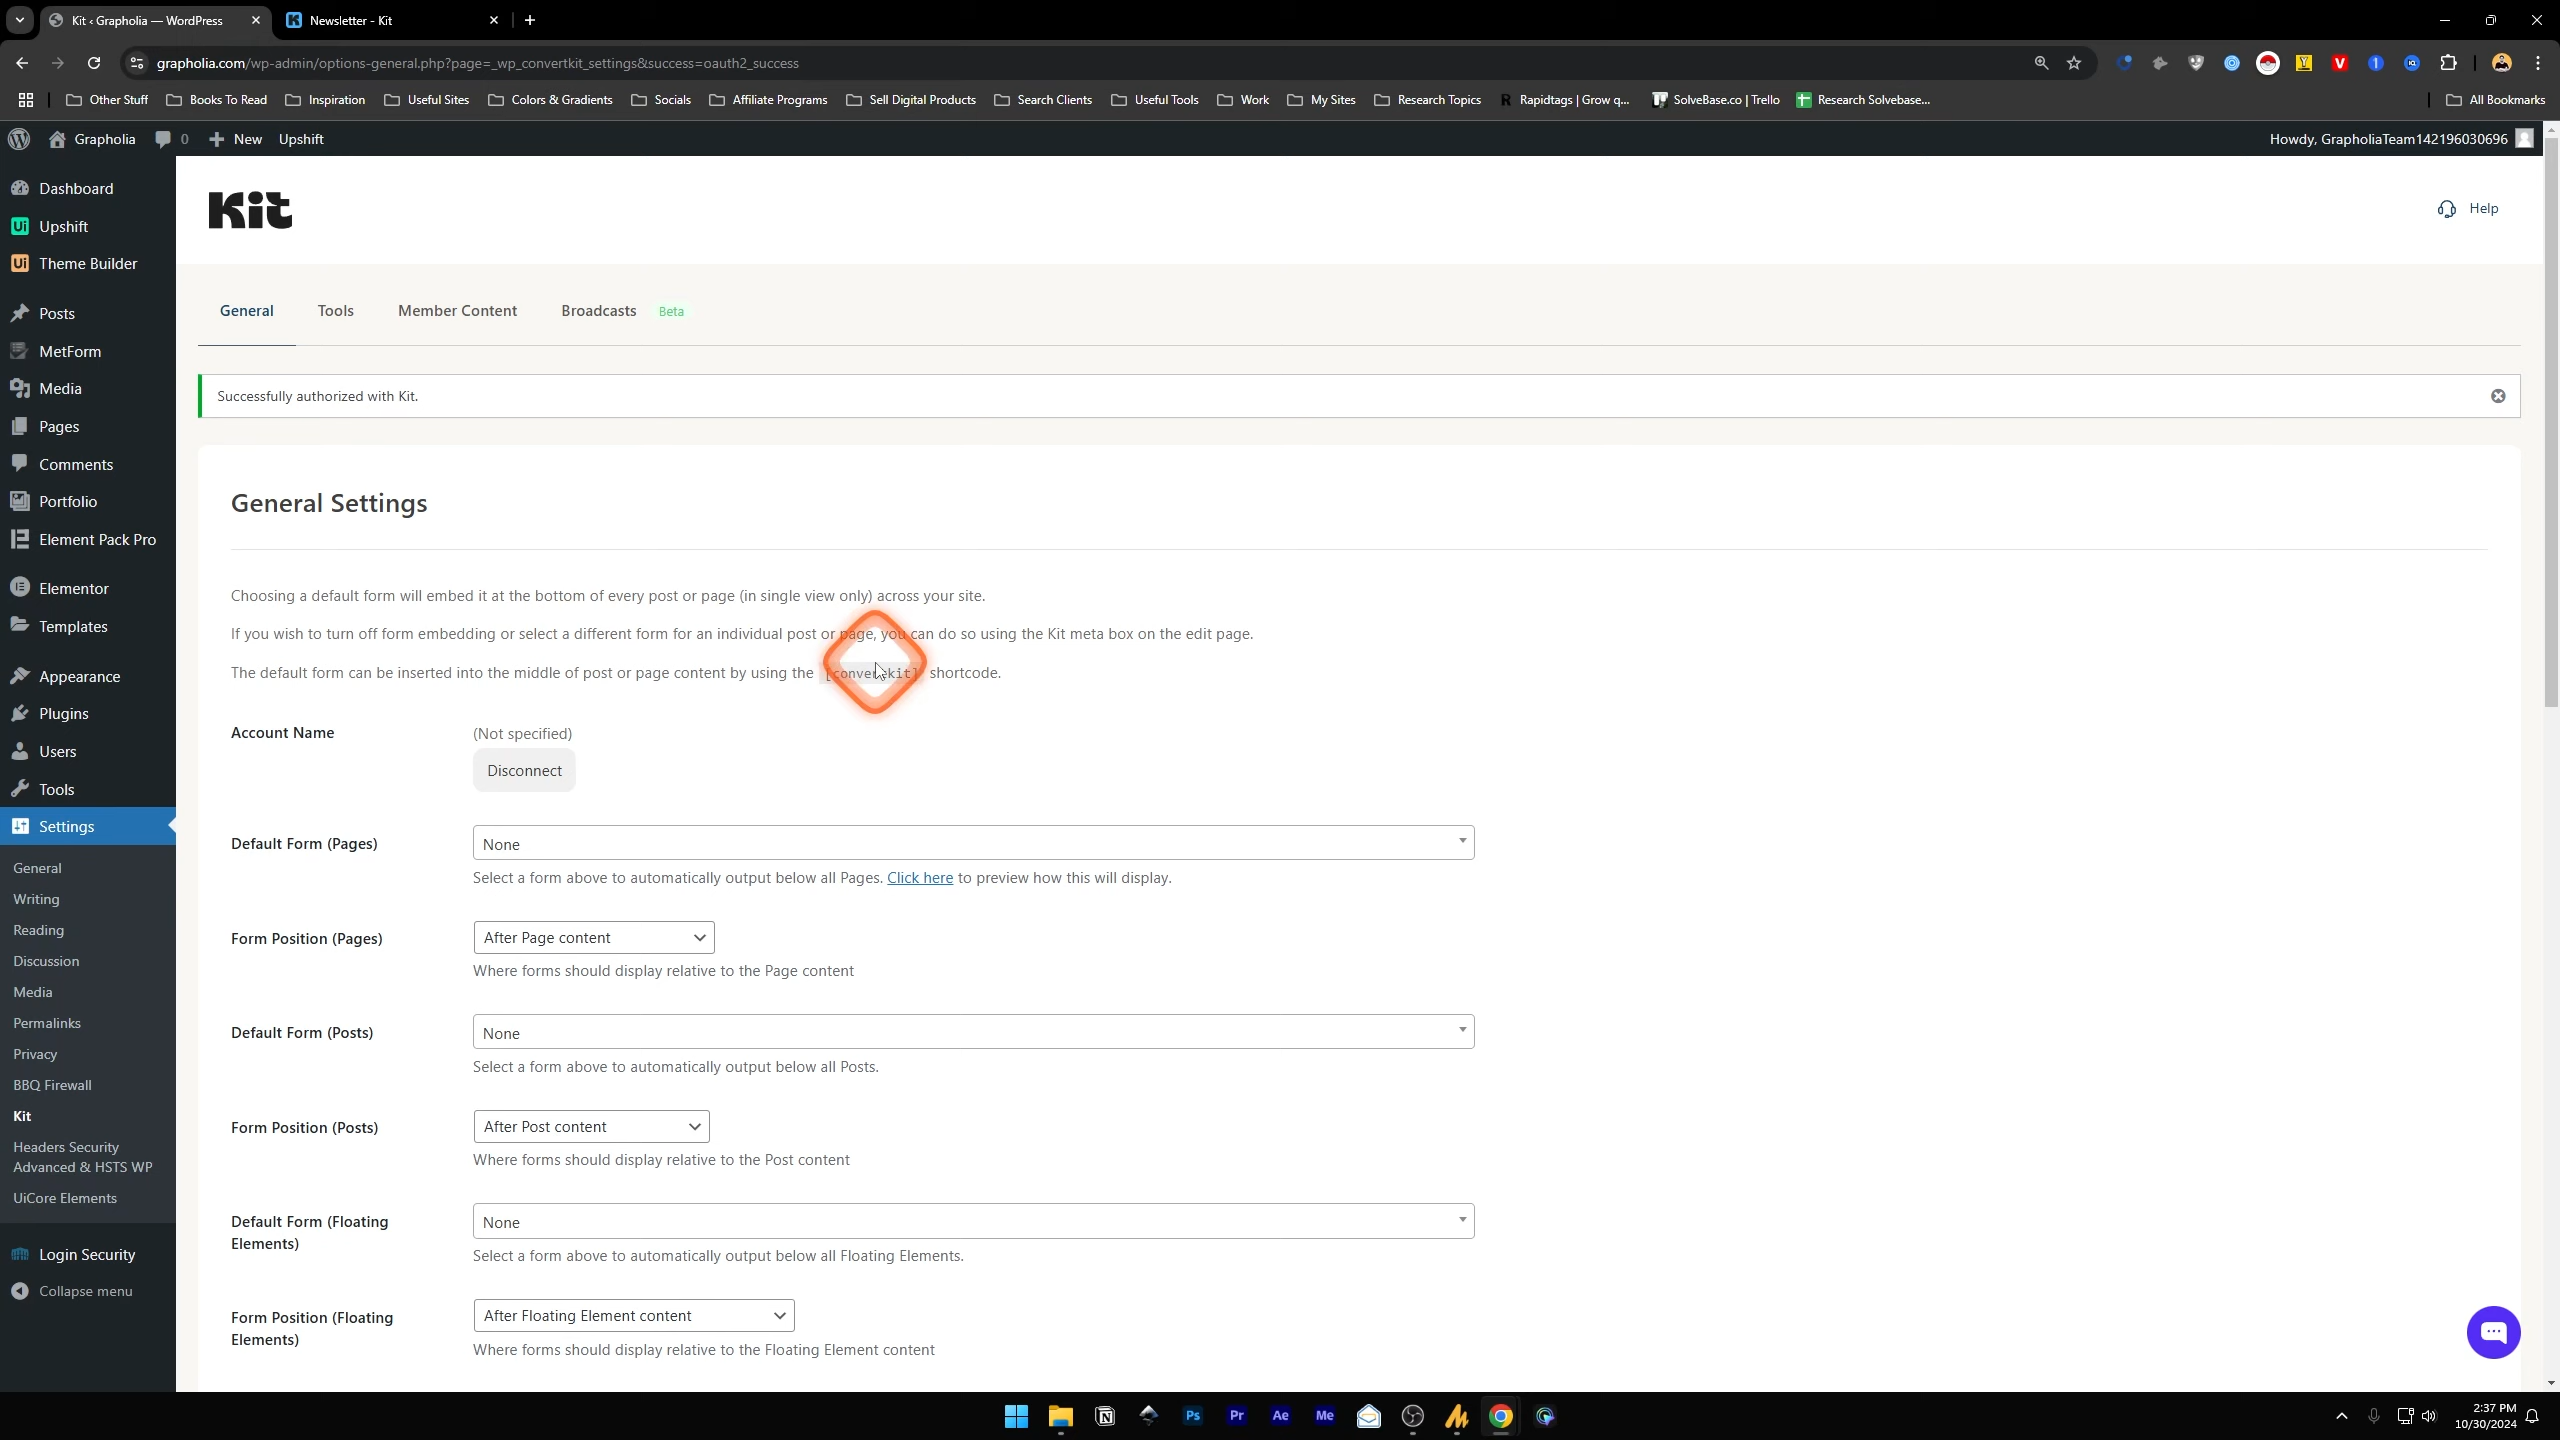 Kit ‹ Grapholia — WordPress
Newsletter - Kit
grapholia.com/wp-admin/options-general.php?page=_wp_convertkit_settings&success=oauth2_success
Other Stuff
Books To Read
Inspiration
Useful Sites
Colors & Gradients
Socials
Affiliate Programs
Sell Digital Products
Search Clients
Useful Tools
Work
My Sites
Research Topics
Rapidtags | Grow q...
SolveBase.co | Trello
Research Solvebase...
All Bookmarks
Grapholia
0
New
Upshift
Howdy, GrapholiaTeam142196030696
Dashboard
Upshift
Theme Builder
Posts
MetForm
Media
Pages
Comments
Portfolio
Element Pack Pro
Elementor
Templates
Appearance
Plugins
Users
Tools
Settings
General
Writing
Reading
Discussion
Media
Permalinks
Privacy
BBQ Firewall
Kit
Headers Security
Advanced & HSTS WP
UiCore Elements
Login Security
Collapse menu
Kit
Help
General
Tools
Member Content
Broadcasts
Beta
Successfully authorized with Kit.
General Settings
Choosing a default form will embed it at the bottom of every post or page (in single view only) across your site.
If you wish to turn off form embedding or select a different form for an individual post or page, you can do so using the Kit meta box on the edit page.
The default form can be inserted into the middle of post or page content by using the [convertkit] shortcode.
Account Name
(Not specified)
Disconnect
Default Form (Pages)
None
Select a form above to automatically output below all Pages. Click here to preview how this will display.
Form Position (Pages)
After Page content
Where forms should display relative to the Page content
Default Form (Posts)
None
Select a form above to automatically output below all Posts.
Form Position (Posts)
After Post content
Where forms should display relative to the Post content
Default Form (Floating
Elements)
None
Select a form above to automatically output below all Floating Elements.
Form Position (Floating
Elements)
After Floating Element content
Where forms should display relative to the Floating Element content
Ps
Pr
Ae
Me
2:37 PM
10/30/2024